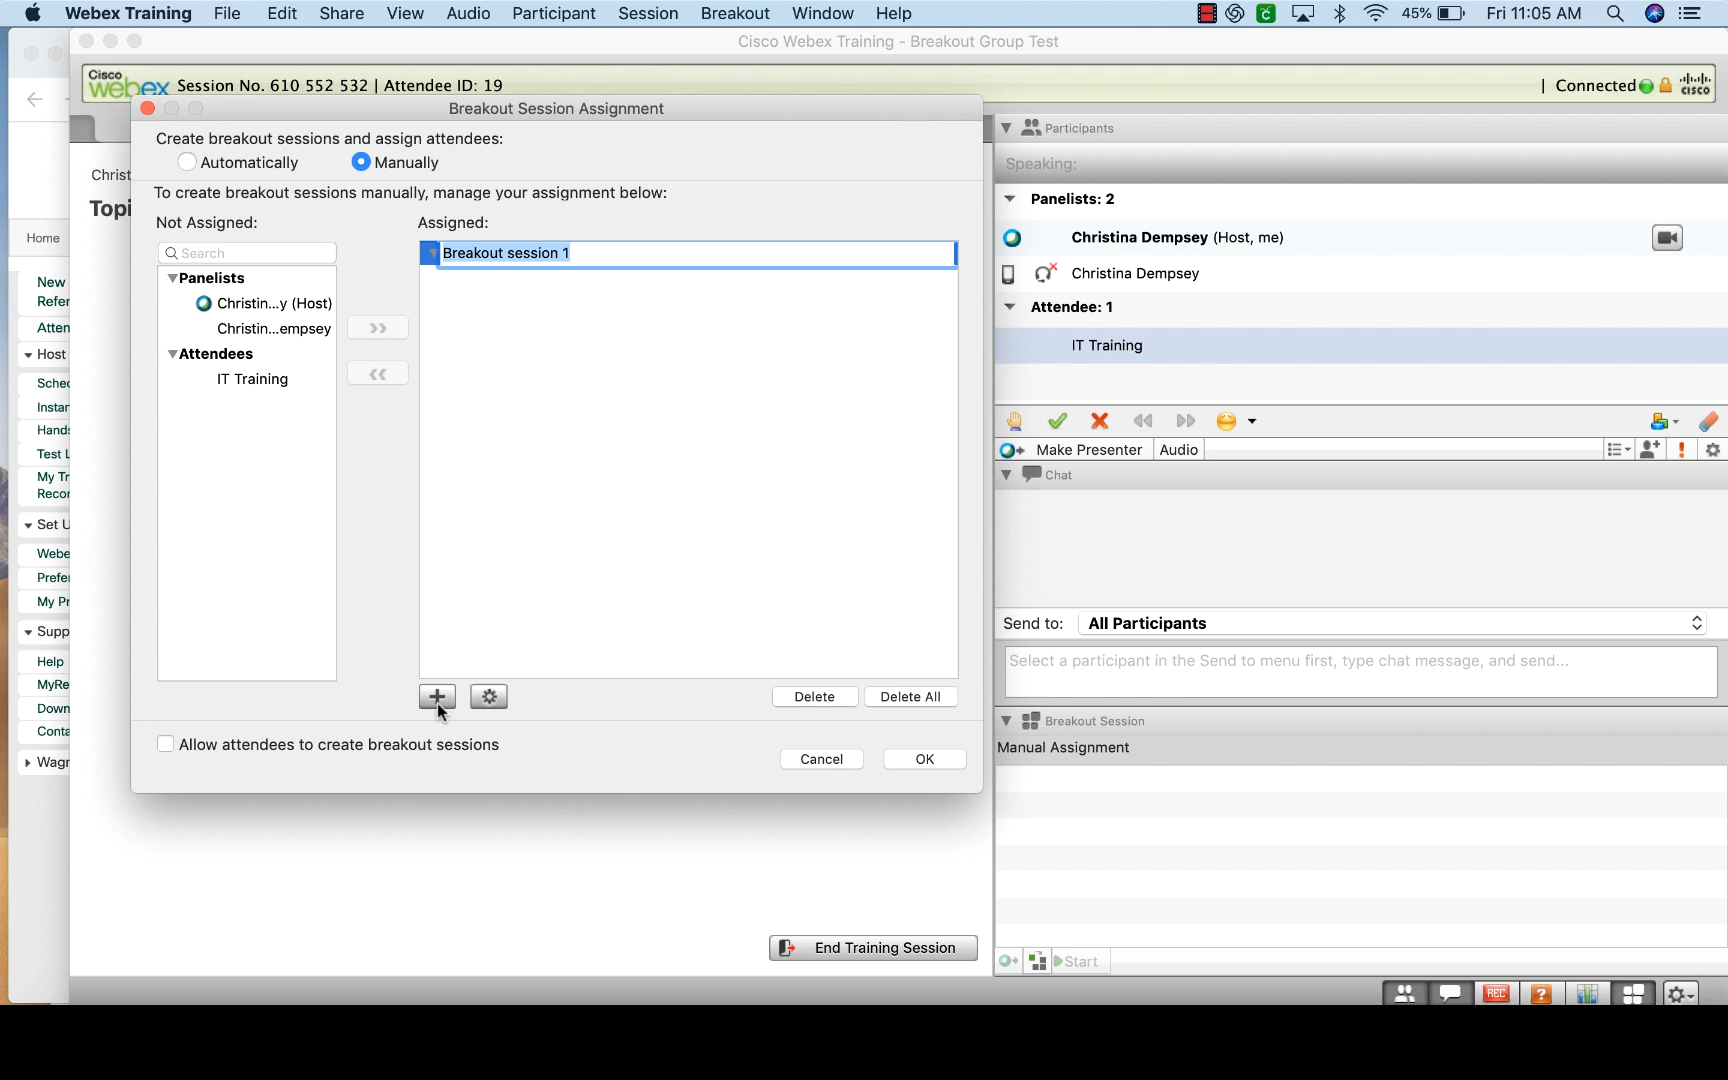 Webex Training File Edit Share View Audio Participant Session Breakout Window Help 45% Fri 11:05 AM
Cisco Webex Training - Breakout Group Test
Cisco webex Session No. 610 552 532 | Attendee ID: 19 | Connected cisco
Breakout Session Assignment
Create breakout sessions and assign attendees:
Automatically Manually
To create breakout sessions manually, manage your assignment below:
Not Assigned: Assigned:
Search
Breakout session 1
Panelists
Christin...y (Host)
Christin...empsey
Attendees
IT Training
Delete Delete All
Allow attendees to create breakout sessions
Cancel OK
Christ
Topi
Home
New
Refer
Atten
Host
Sched
Instan
Hands
Test L
My Tr
Recor
Set U
Webe
Prefer
My Pr
Supp
Help
MyRe
Down
Conta
Wagn
End Training Session
Participants
Speaking:
Panelists: 2
Christina Dempsey (Host, me)
Christina Dempsey
Attendee: 1
IT Training
Make Presenter Audio
Chat
Send to: All Participants
Select a participant in the Send to menu first, type chat message, and send...
Breakout Session
Manual Assignment
Start
REC